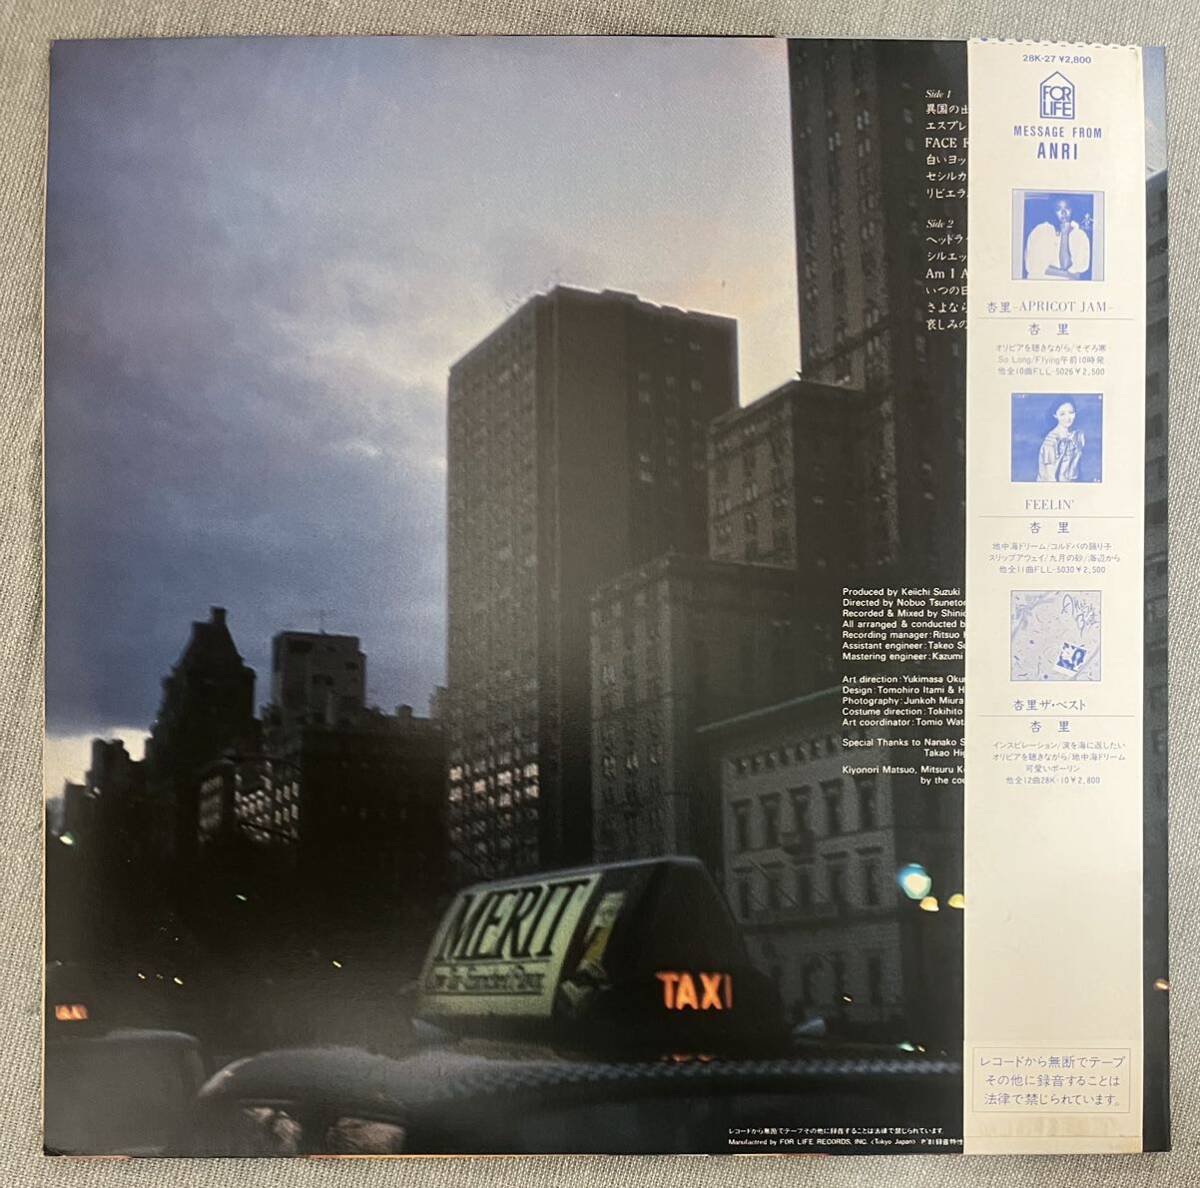 Side 1
異国の出
エスプレ
FACE F
白いヨッ
セシルカ
リビエラ
Side 2
ヘッドラ
シルエッ
Am I A
いつの日
さよなら
哀しみの
Produced by Keiichi Suzuki
Directed by Nobuo Tsuneto
Recorded & Mixed by Shinic
All arranged & conducted b
Recording manager:Ritsuo
Assistant engineer:Takeo S
Mastering engineer:Kazumi
Art direction:Yukimasa Oku
Design:Tomohiro Itami & H
Photography:Junkoh Miura
Costume direction:Tokihito
Art coordinator:Tomio Wat
Special Thanks to Nanako S
Takao Hig
Kiyonori Matsuo, Mitsuru K
by the cou
MERIT
TAXI
レコードから無断でテープその他に録音することは法律で禁じられています。
Manufactred by FOR LIFE RECORDS, INC. <Tokyo Japan> P'81録音特性
28K-27 ¥2,800
FOR
LIFE
MESSAGE FROM
ANRI
杏里-APRICOT JAM-
杏 里
オリビアを聴きながら/そぞろ寒
So Long/Flying午前10時発
他全10曲FLL-5026¥2,500
FEELIN'
杏 里
地中海ドリーム/コルドバの踊り子
スリップアウェイ/九月の砂/海辺から
他全11曲FLL-5030¥2,500
杏里ザ・ベスト
杏 里
インスピレーション/涙を海に返したい
オリビアを聴きながら/地中海ドリーム
可愛いポーリン
他全12曲28K-10¥2,800
レコードから無断でテープ
その他に録音することは
法律で禁じられています。